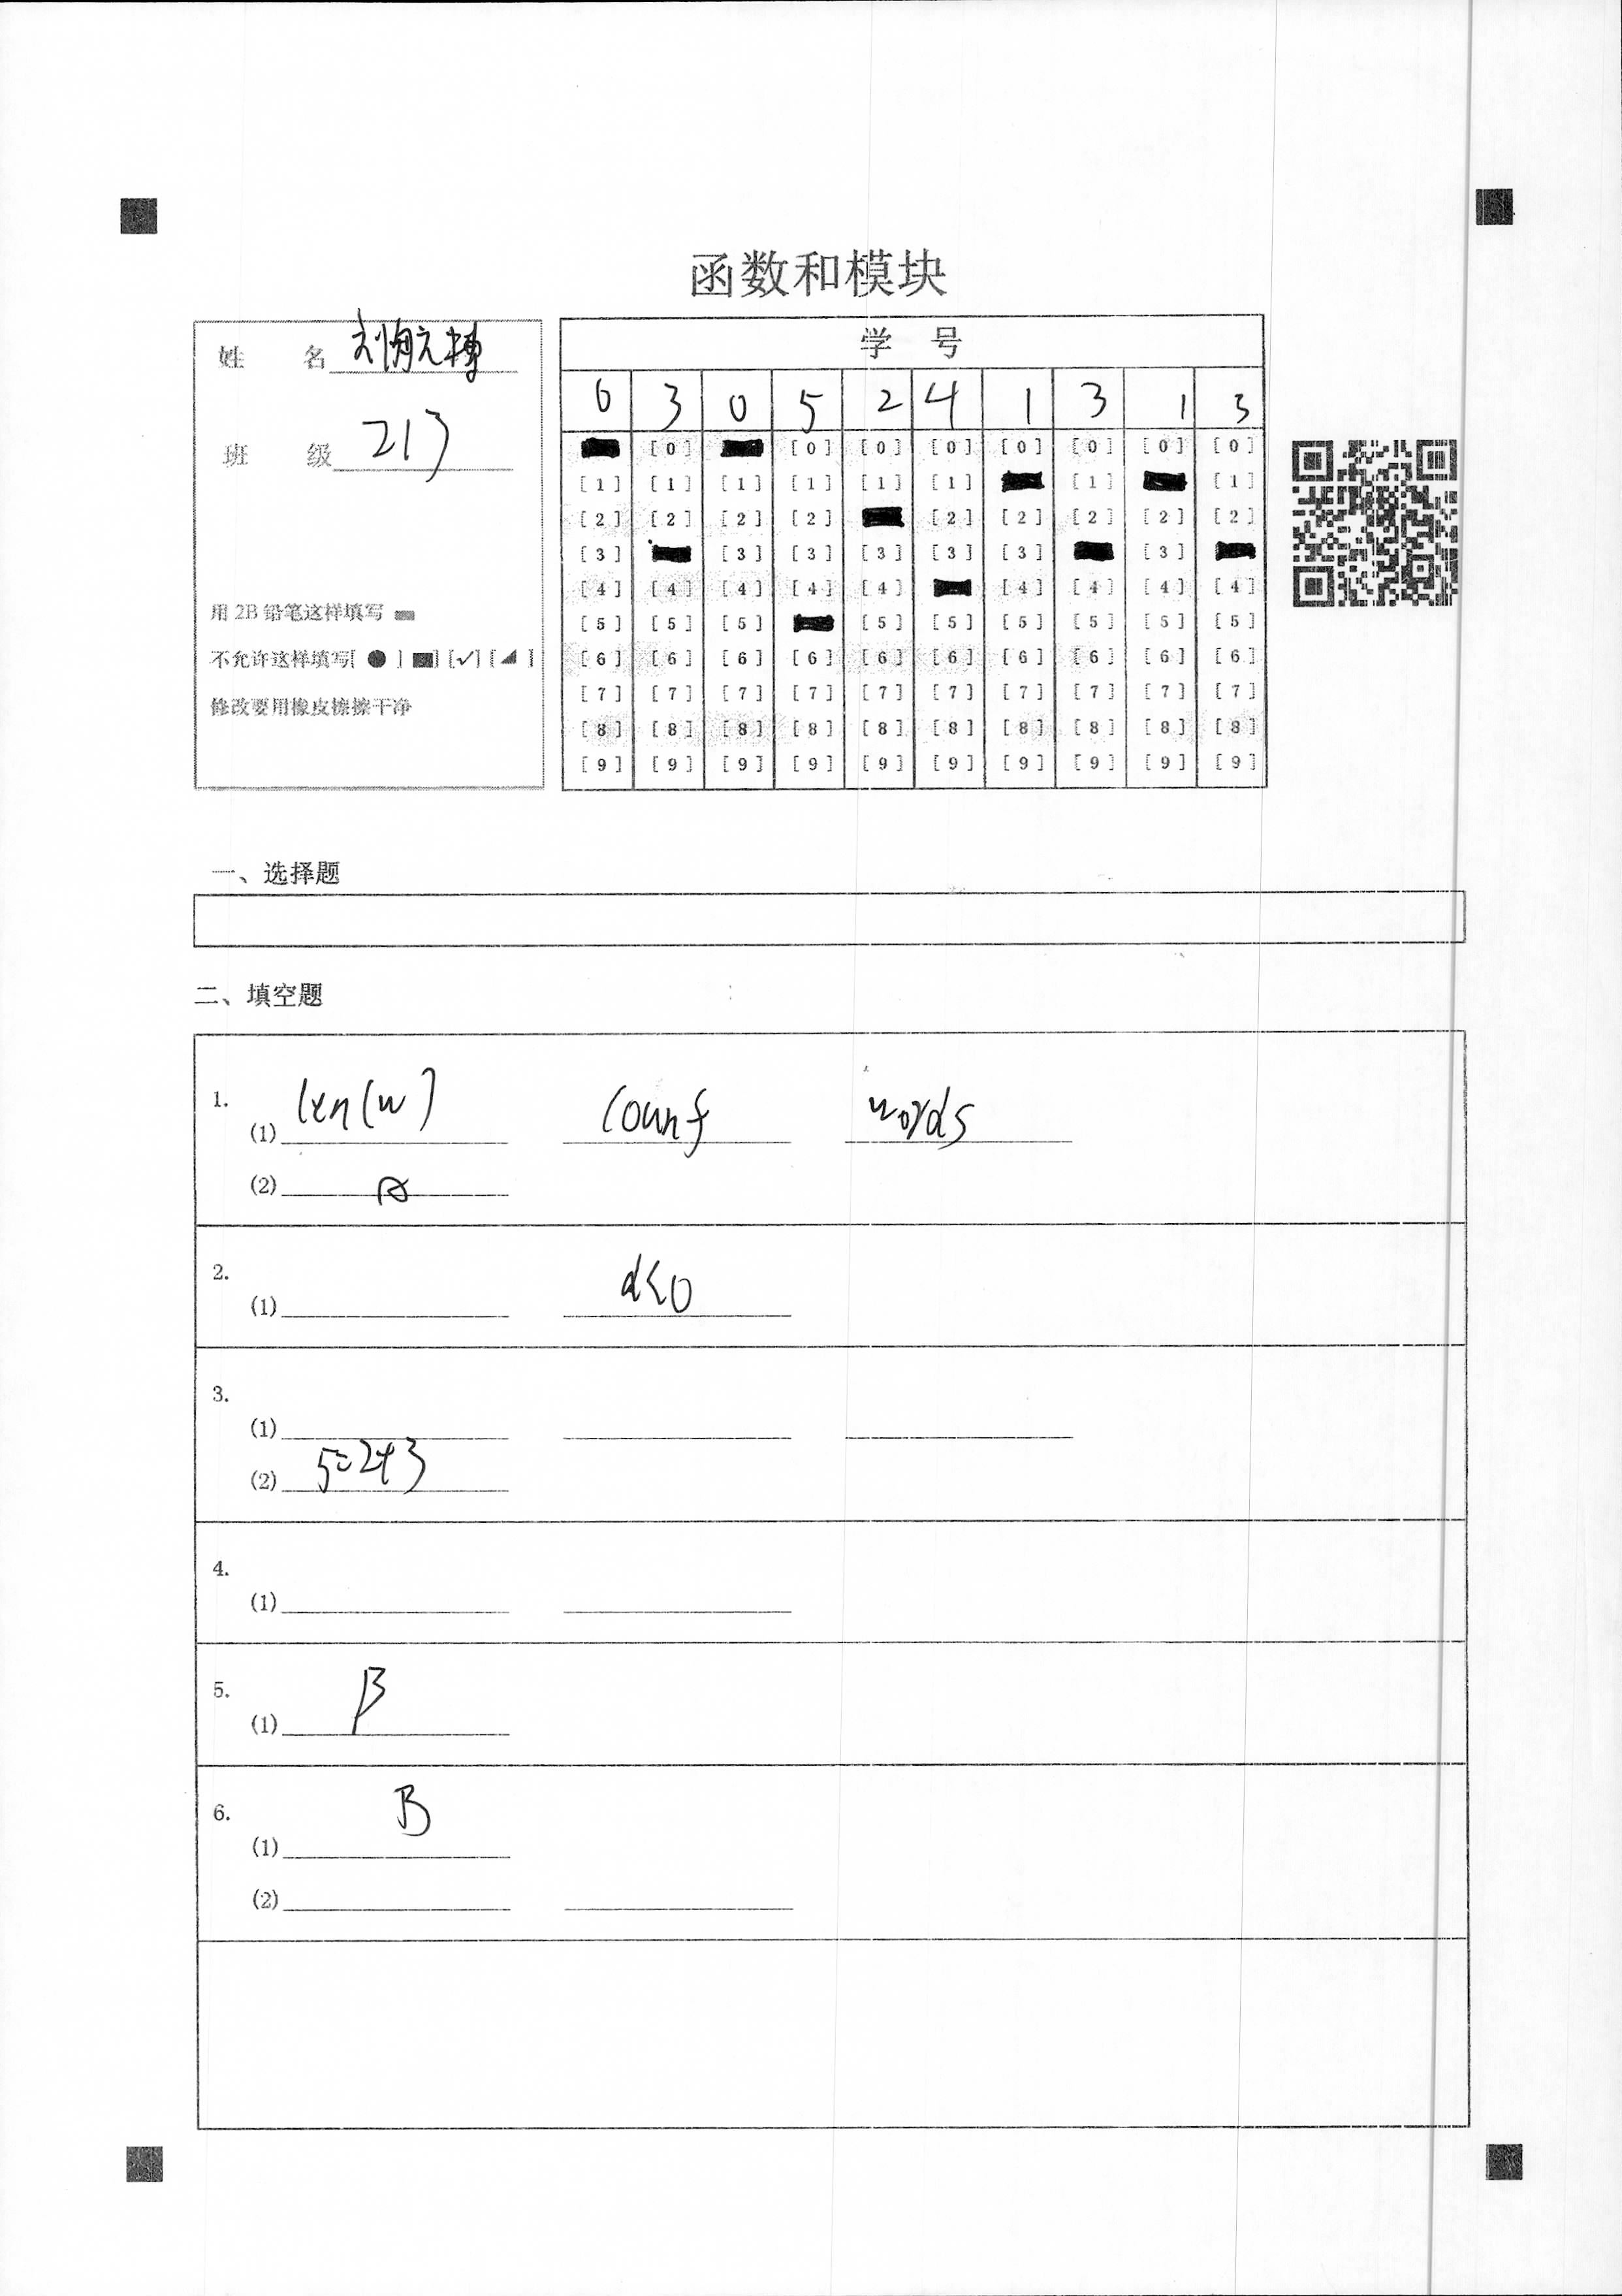 函数和模块
姓 名
班 级 213
用 2B 铅笔这样填写
不允许这样填写[ ● ] [■] [✓] [◢ ]
修改要用橡皮擦擦干净
学 号
0 3 0 5 2 4 1 3 1 3
[0] [0] [0] [0] [0] [0] [0] [0]
[1] [1] [1] [1] [1] [1] [1] [1]
[2] [2] [2] [2] [2] [2] [2] [2] [2]
[3] [3] [3] [3] [3] [3] [3]
[4] [4] [4] [4] [4] [4] [4] [4] [4]
[5] [5] [5] [5] [5] [5] [5] [5] [5]
[6] [6] [6] [6] [6] [6] [6] [6] [6] [6]
[7] [7] [7] [7] [7] [7] [7] [7] [7] [7]
[8] [8] [8] [8] [8] [8] [8] [8] [8] [8]
[9] [9] [9] [9] [9] [9] [9] [9] [9] [9]
一、选择题
二、填空题
1.
(1) len(w) count words
(2) A
2.
(1) d<0
3.
(1)
(2) 5=2+3
4.
(1)
5.
(1) B
6.
(1) B
(2)